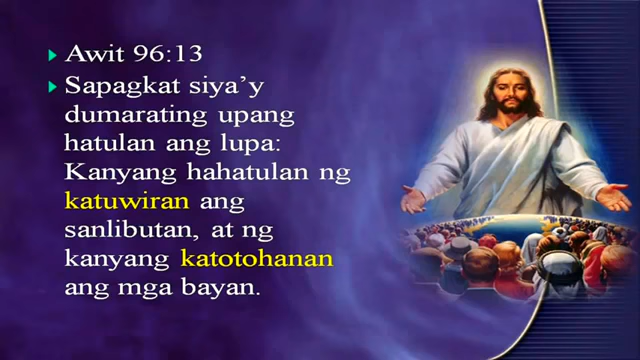 Awit 96:13
Sapagkat siya’y
dumarating upang
hatulan ang lupa:
Kanyang hahatulan ng
katuwiran ang
sanlibutan, at ng
kanyang katotohanan
ang mga bayan.